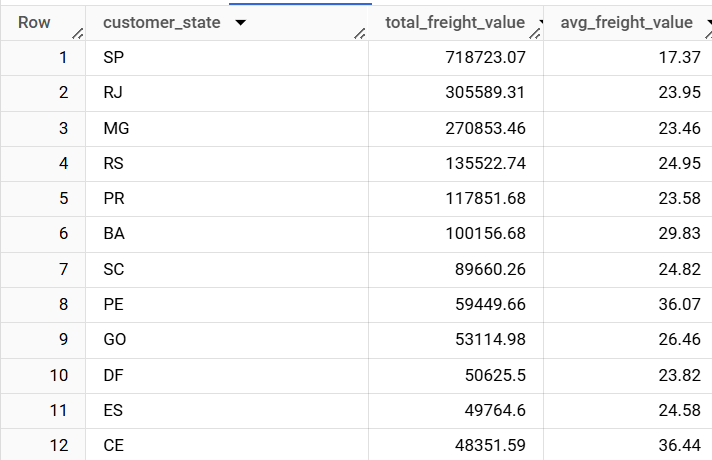 Row customer_state total_freight_value avg_freight_value
1 SP 718723.07 17.37
2 RJ 305589.31 23.95
3 MG 270853.46 23.46
4 RS 135522.74 24.95
5 PR 117851.68 23.58
6 BA 100156.68 29.83
7 SC 89660.26 24.82
8 PE 59449.66 36.07
9 GO 53114.98 26.46
10 DF 50625.5 23.82
11 ES 49764.6 24.58
12 CE 48351.59 36.44